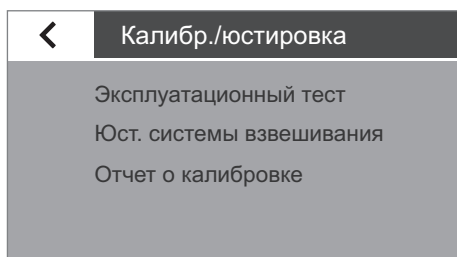 Калибр./юстировка
Эксплуатационный тест
Юст. системы взвешивания
Отчет о калибровке